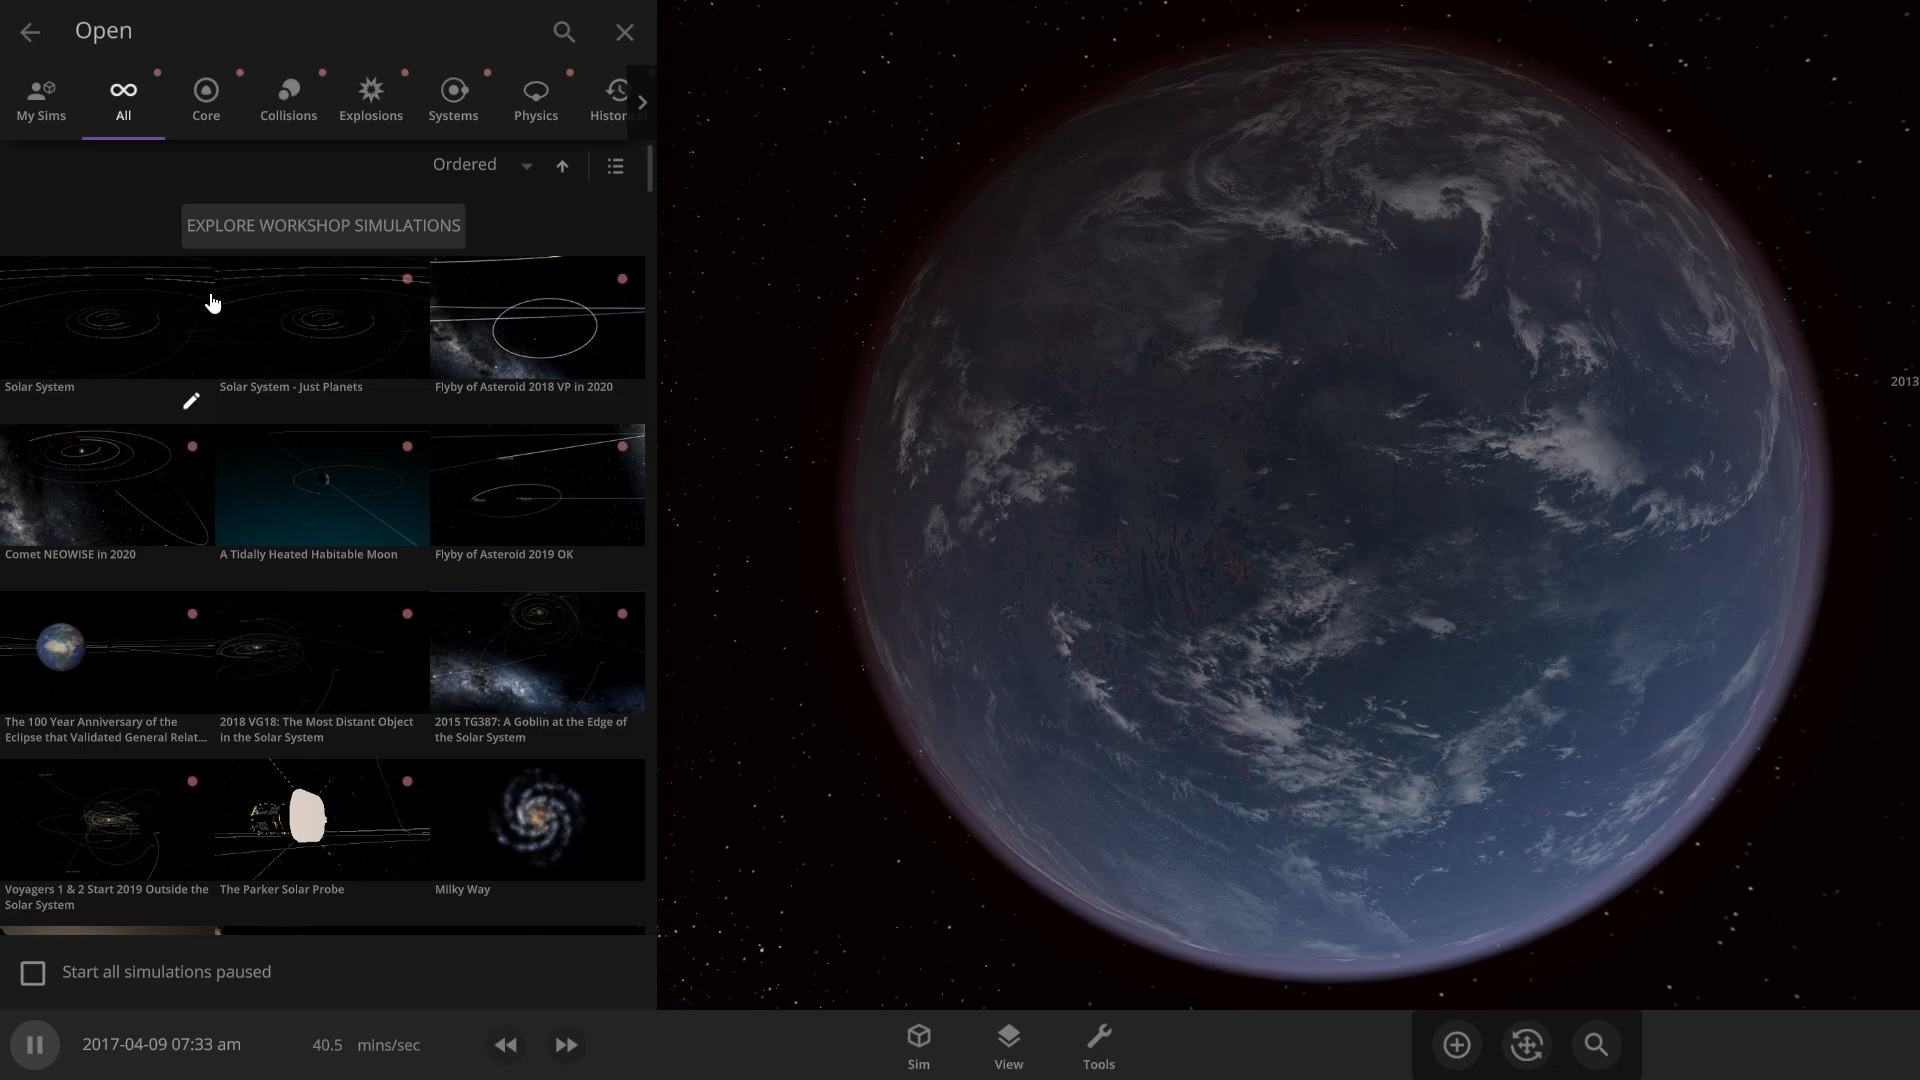 Open
My Sims
All
Core
Collisions
Explosions
Systems
Physics
Historical
Ordered
EXPLORE WORKSHOP SIMULATIONS
Solar System
Solar System - Just Planets
Flyby of Asteroid 2018 VP in 2020
Comet NEOWISE in 2020
A Tidally Heated Habitable Moon
Flyby of Asteroid 2019 OK
The 100 Year Anniversary of the
Eclipse that Validated General Relat...
2018 VG18: The Most Distant Object
in the Solar System
2015 TG387: A Goblin at the Edge of
the Solar System
Voyagers 1 & 2 Start 2019 Outside the
Solar System
The Parker Solar Probe
Milky Way
Start all simulations paused
2013
2017-04-09 07:33 am
40.5 mins/sec
Sim
View
Tools